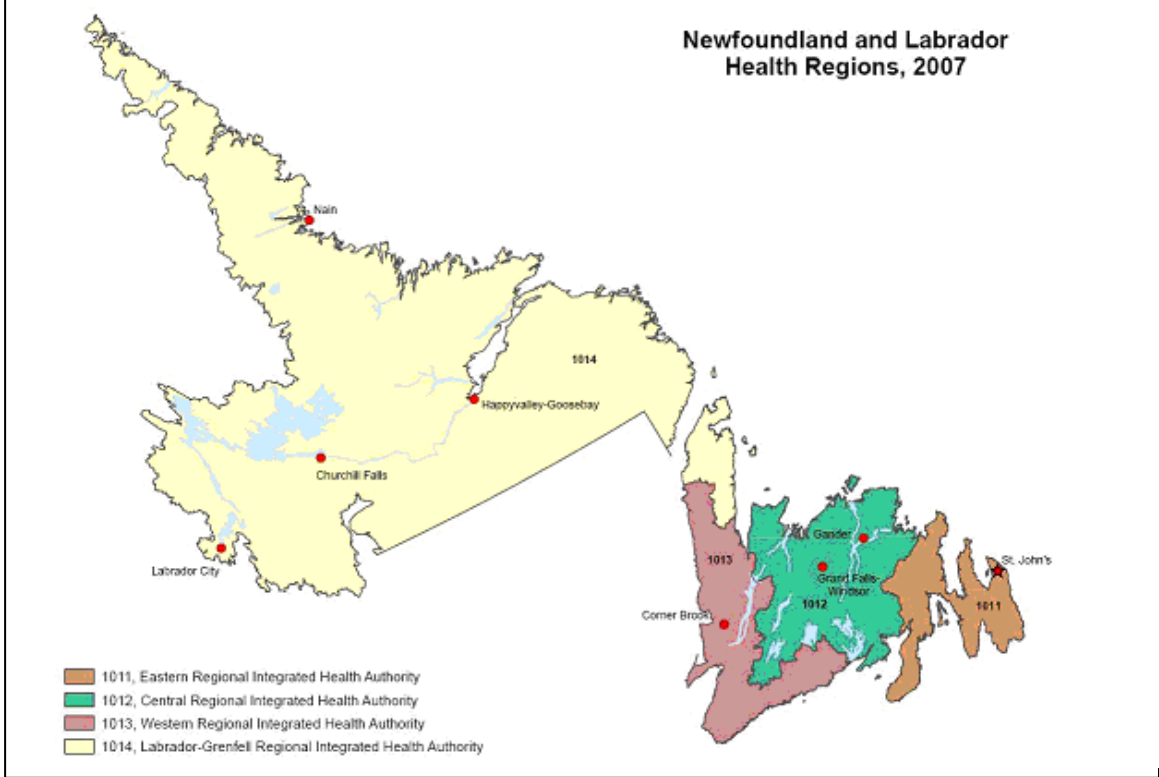 Newfoundland and Labrador
Health Regions, 2007
Nain
1014
Happyvalley-Goosebay
Churchill Falls
Labrador City
Gander
1013
St. John's
Grand Falls-
Windsor
1012
1011
Corner Brook
1011, Eastern Regional Integrated Health Authority
1012, Central Regional Integrated Health Authority
1013, Western Regional Integrated Health Authority
1014, Labrador-Grenfell Regional Integrated Health Authority